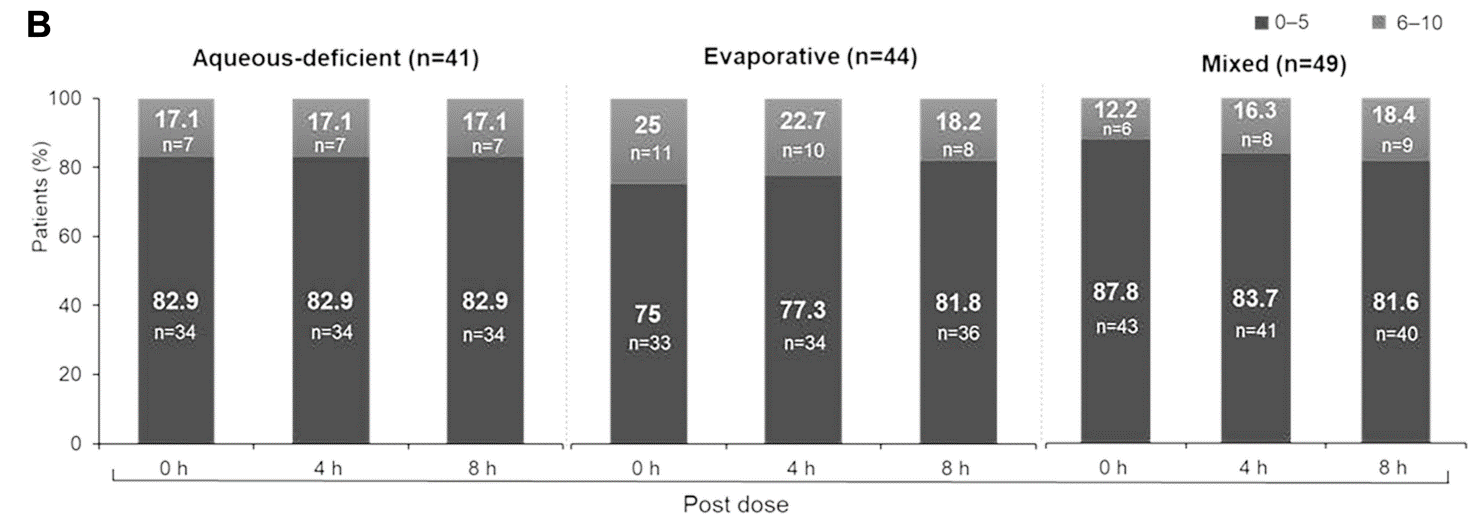 B
0–5 6–10
Aqueous-deficient (n=41) Evaporative (n=44) Mixed (n=49)
Patients (%)
100
80
60
40
20
0
17.1 17.1 17.1 25 22.7 18.2 12.2 16.3 18.4
n=7 n=7 n=7 n=11 n=10 n=8 n=6 n=8 n=9
82.9 82.9 82.9 75 77.3 81.8 87.8 83.7 81.6
n=34 n=34 n=34 n=33 n=34 n=36 n=43 n=41 n=40
0 h 4 h 8 h 0 h 4 h 8 h 0 h 4 h 8 h
Post dose